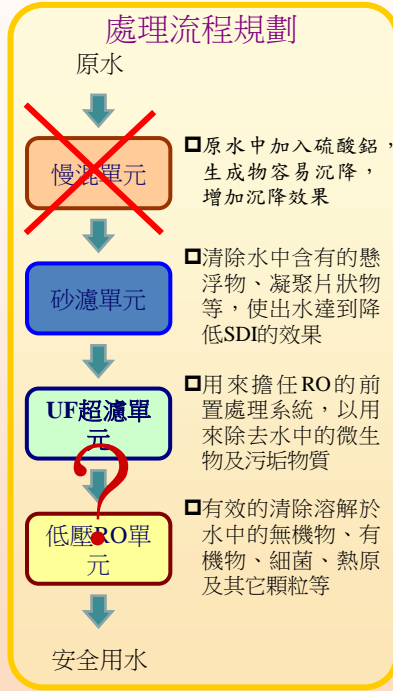 處理流程規劃
原水
慢混單元
原水中加入硫酸鋁，
生成物容易沉降，
增加沉降效果
砂濾單元
清除水中含有的懸
浮物、凝聚片狀物
等，使出水達到降
低SDI的效果
UF超濾單
元
用來擔任RO的前
置處理系統，以用
來除去水中的微生
物及污垢物質
?
低壓RO單
元
有效的清除溶解於
水中的無機物、有
機物、細菌、熱原
及其它顆粒等
安全用水